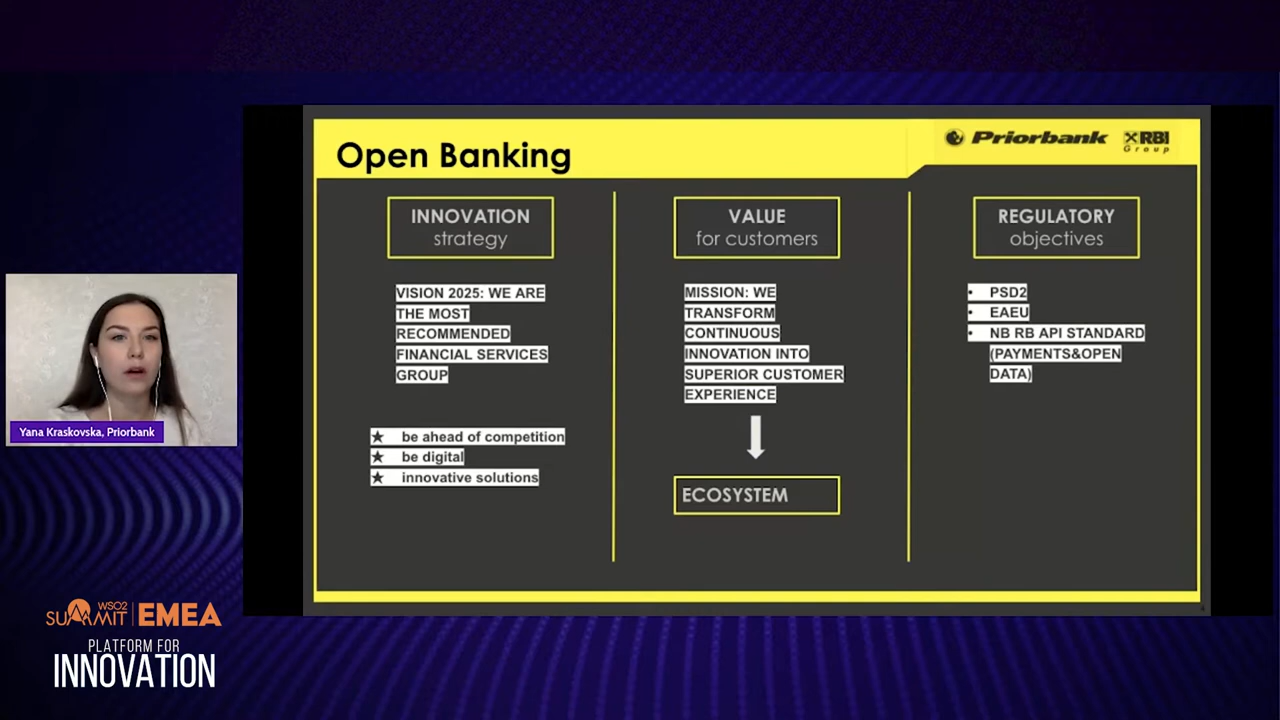 Open Banking
Priorbank
RBI
Group
INNOVATION
strategy
VISION 2025: WE ARE
THE MOST
RECOMMENDED
FINANCIAL SERVICES
GROUP
★ be ahead of competition
★ be digital
★ innovative solutions
VALUE
for customers
MISSION: WE
TRANSFORM
CONTINUOUS
INNOVATION INTO
SUPERIOR CUSTOMER
EXPERIENCE
ECOSYSTEM
REGULATORY
objectives
• PSD2
• EAEU
• NB RB API STANDARD
(PAYMENTS&OPEN
DATA)
Yana Kraskovska, Priorbank
WSO2
SUMMIT EMEA
PLATFORM FOR
INNOVATION